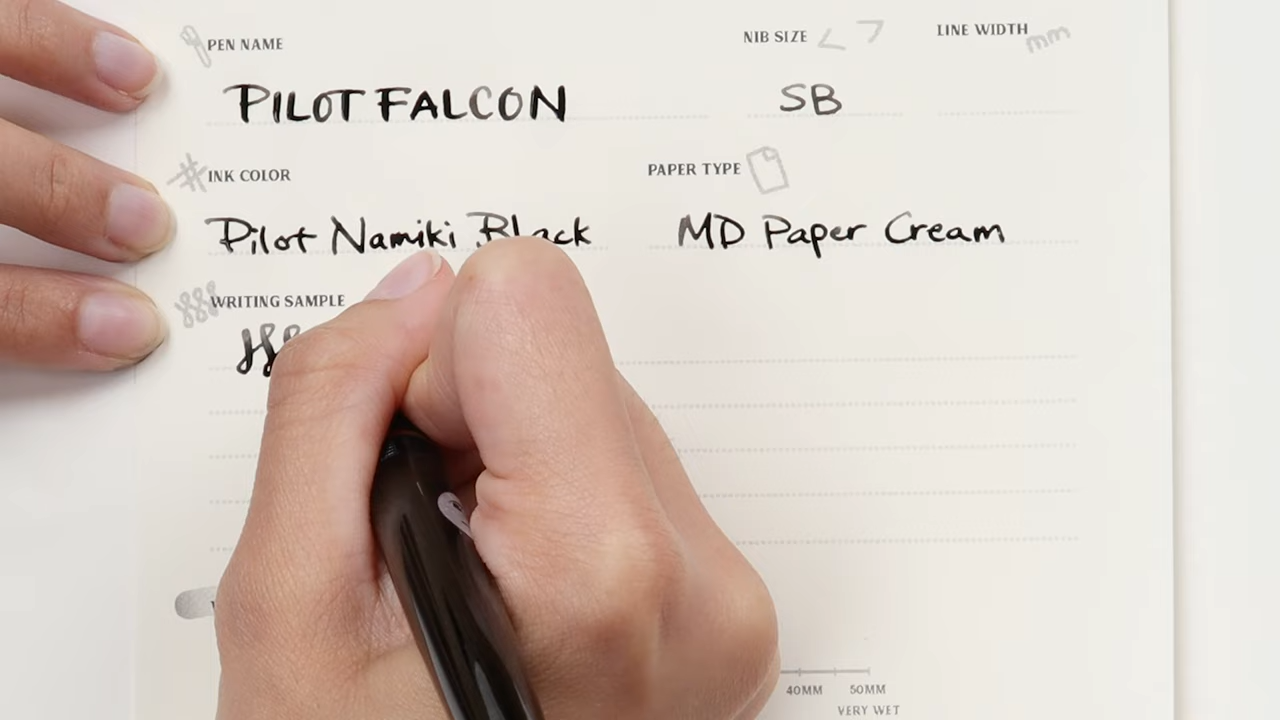 PEN NAME NIB SIZE LINE WIDTH mm
PILOT FALCON SB
INK COLOR PAPER TYPE
Pilot Namiki Black MD Paper Cream
WRITING SAMPLE
40MM 50MM
VERY WET